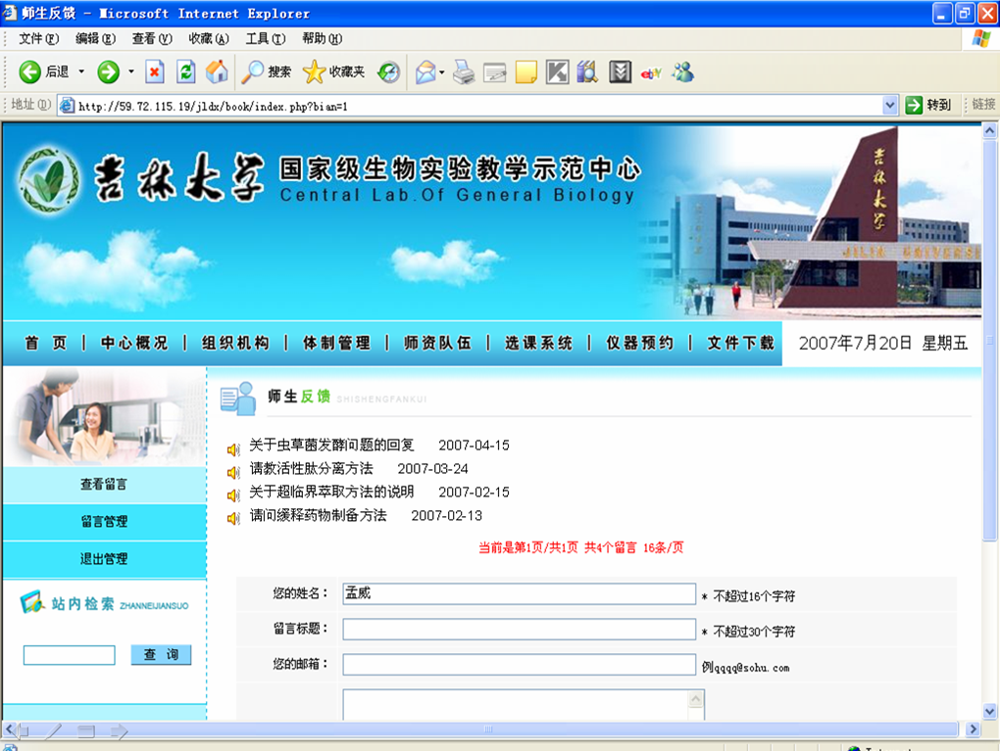 师生反馈 - Microsoft Internet Explorer
文件(F) 编辑(E) 查看(V) 收藏(A) 工具(T) 帮助(H)
后退 搜索 收藏夹 ebY
地址(D) http://59.72.115.19/jldx/book/index.php?bian=1 转到 链接
吉林大学 国家级生物实验教学示范中心
Central Lab.Of General Biology
吉林大学
首 页 | 中心概况 | 组织机构 | 体制管理 | 师资队伍 | 选课系统 | 仪器预约 | 文件下载 2007年7月20日 星期五
师生反馈 SHISHENGFANKUI
关于虫草菌发酵问题的回复 2007-04-15
请教活性肽分离方法 2007-03-24
关于超临界萃取方法的说明 2007-02-15
请问缓释药物制备方法 2007-02-13
当前是第1页/共1页 共4个留言 16条/页
查看留言
留言管理
退出管理
站内检索 ZHANNEIJIANSUO
查 询
您的姓名： 孟威 * 不超过16个字符
留言标题： * 不超过30个字符
您的邮箱： 例qqqq@sohu.com